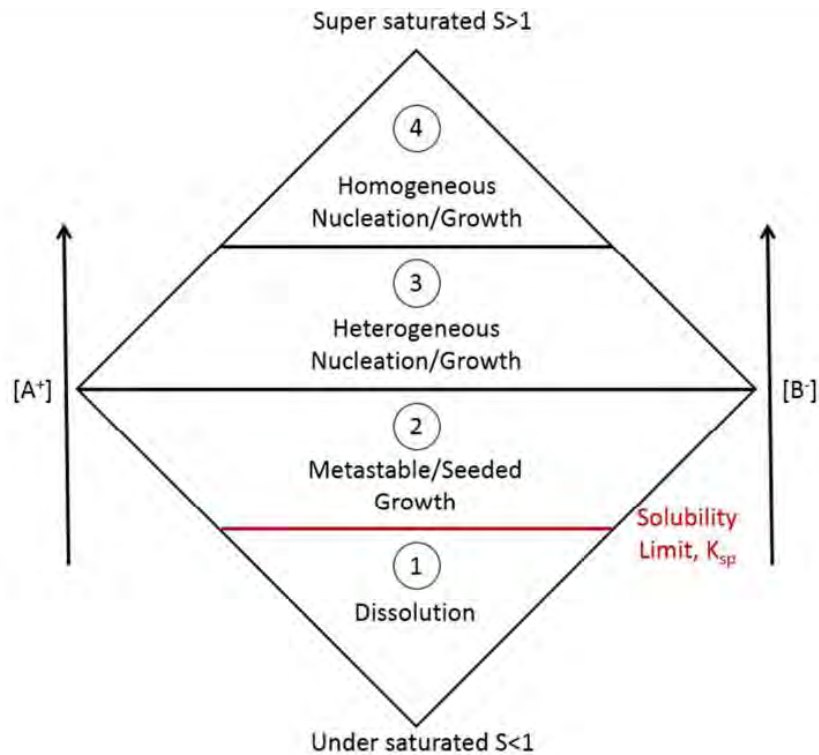 Super saturated S>1
4
Homogeneous
Nucleation/Growth
3
Heterogeneous
Nucleation/Growth
[A⁺]
[B⁻]
2
Metastable/Seeded
Growth
Solubility
Limit, Kₛₚ
1
Dissolution
Under saturated S<1